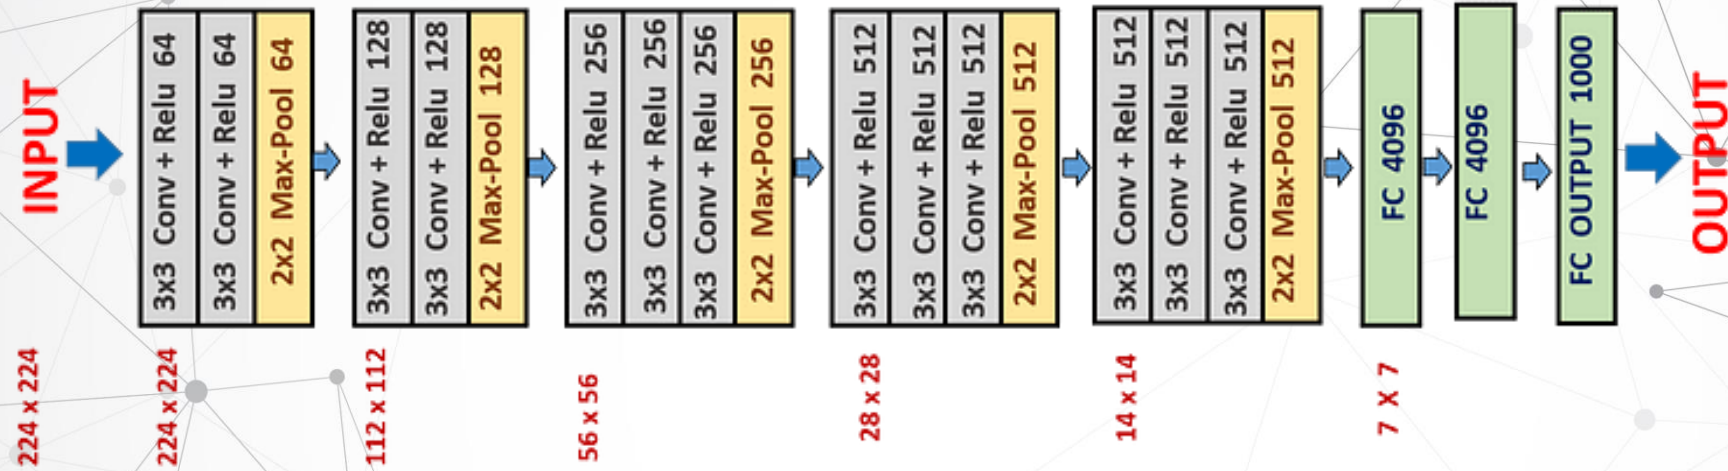 INPUT
3x3 Conv + Relu 64
3x3 Conv + Relu 64
2x2 Max-Pool 64
3x3 Conv + Relu 128
3x3 Conv + Relu 128
2x2 Max-Pool 128
3x3 Conv + Relu 256
3x3 Conv + Relu 256
3x3 Conv + Relu 256
2x2 Max-Pool 256
3x3 Conv + Relu 512
3x3 Conv + Relu 512
3x3 Conv + Relu 512
2x2 Max-Pool 512
3x3 Conv + Relu 512
3x3 Conv + Relu 512
3x3 Conv + Relu 512
2x2 Max-Pool 512
FC 4096
FC 4096
FC OUTPUT 1000
OUTPUT
224 x 224
224 x 224
112 x 112
56 x 56
28 x 28
14 x 14
7 X 7